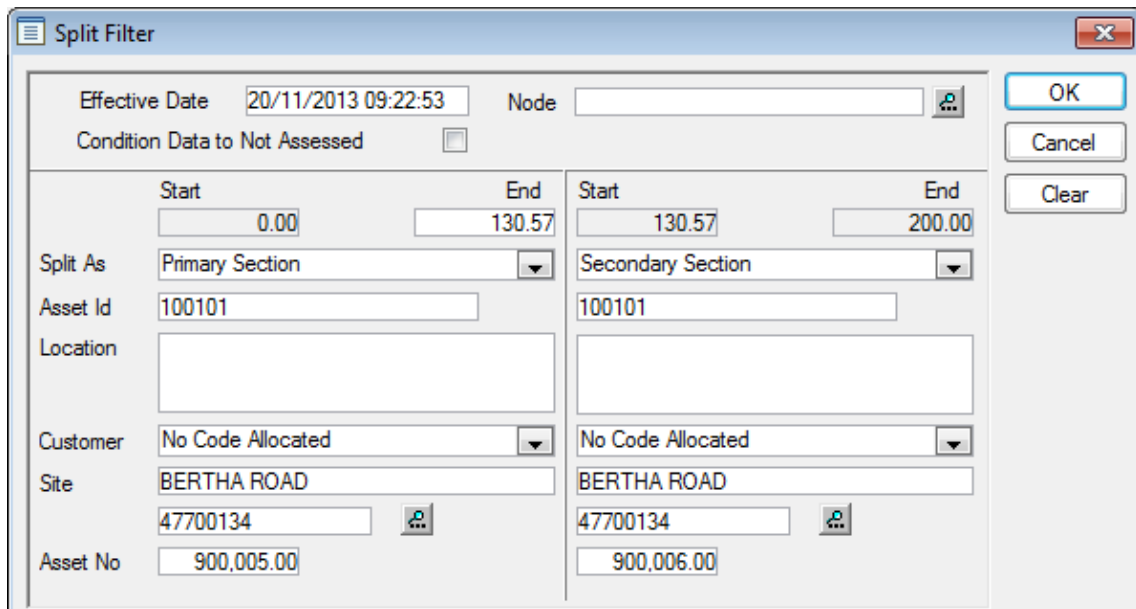 Split Filter
Effective Date 20/11/2013 09:22:53 Node OK
Condition Data to Not Assessed Cancel
Start End Start End Clear
0.00 130.57 130.57 200.00
Split As Primary Section Secondary Section
Asset Id 100101 100101
Location
Customer No Code Allocated No Code Allocated
Site BERTHA ROAD BERTHA ROAD
47700134 47700134
Asset No 900,005.00 900,006.00